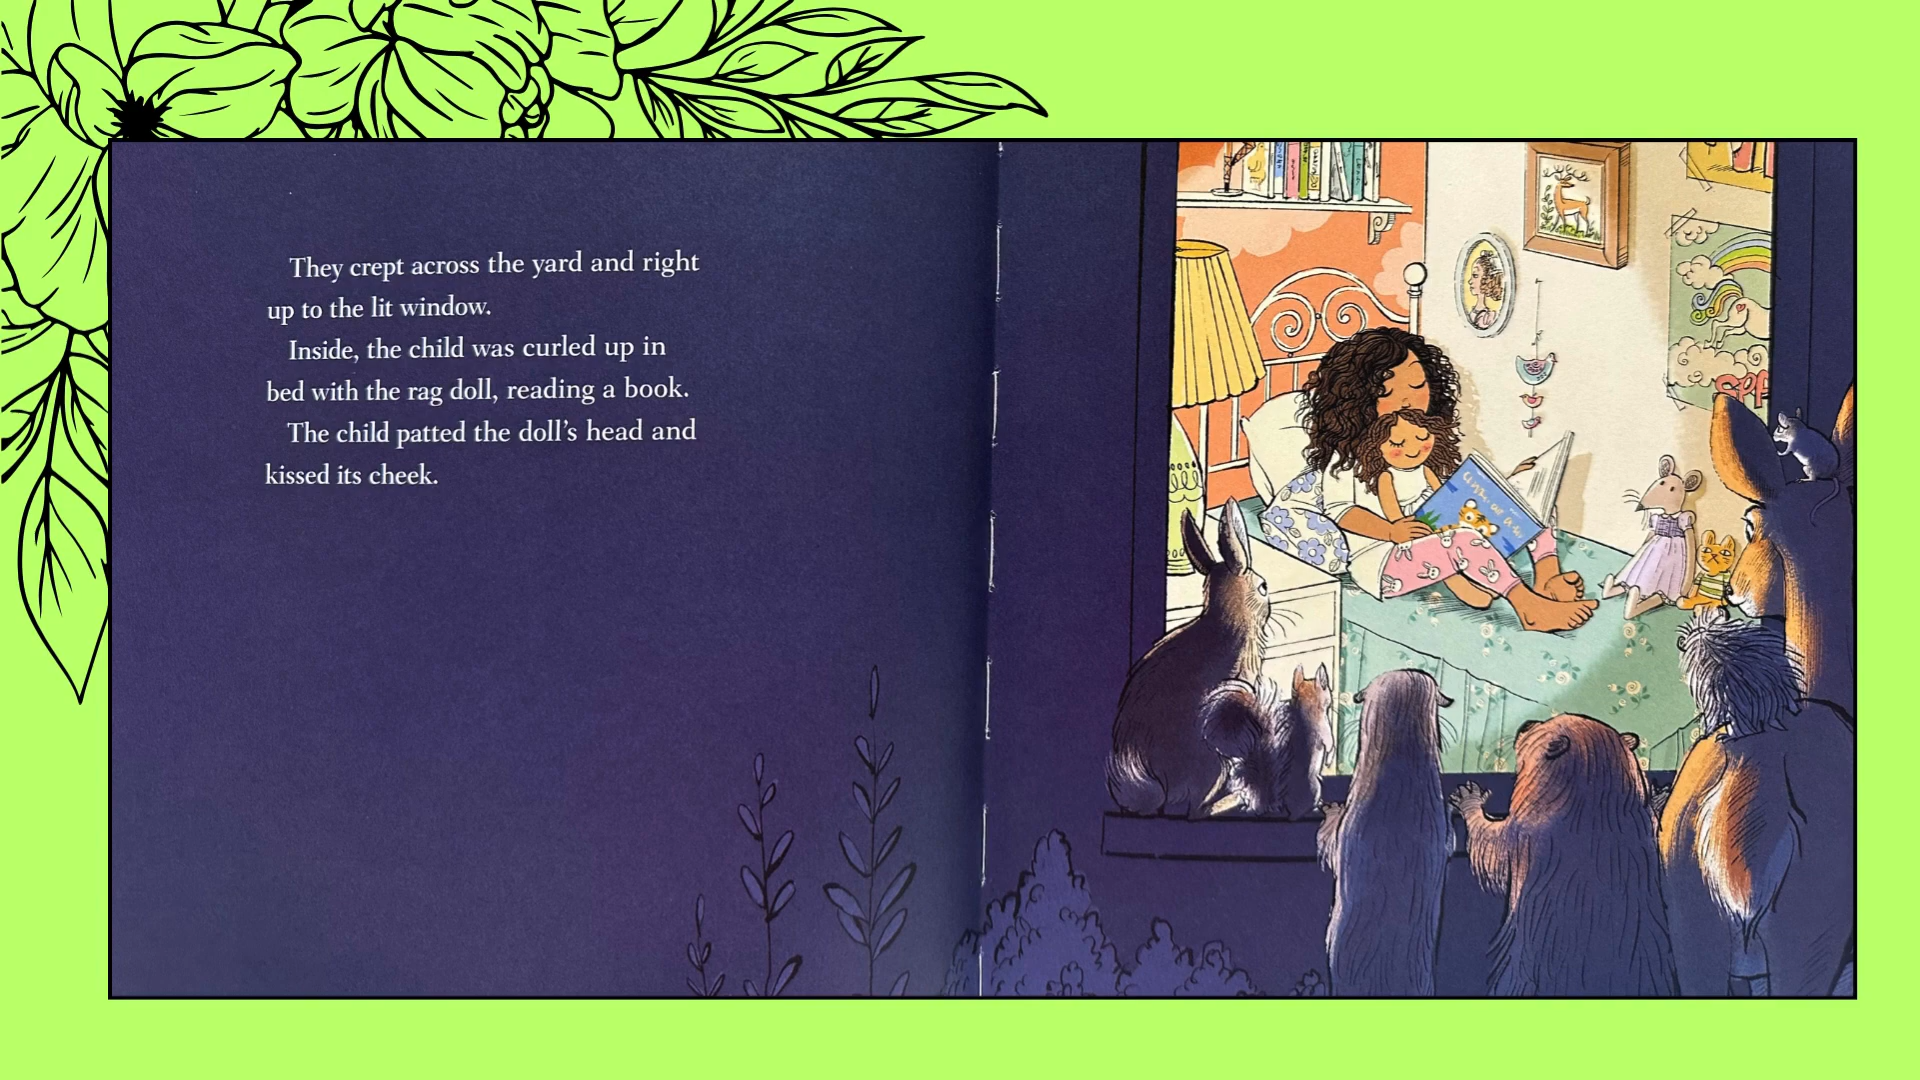 They crept across the yard and right
up to the lit window.
Inside, the child was curled up in
bed with the rag doll, reading a book.
The child patted the doll's head and
kissed its cheek.